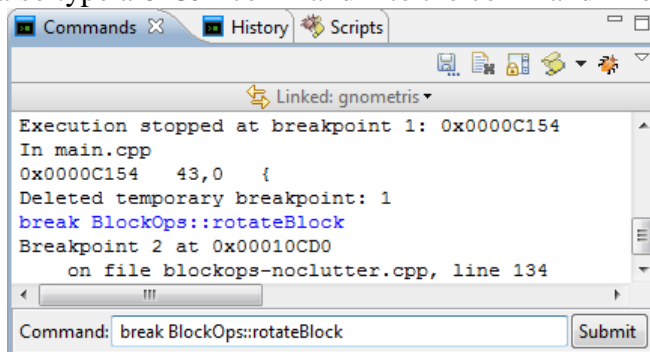 Commands History Scripts
Linked: gnometris
Execution stopped at breakpoint 1: 0x0000C154
In main.cpp
0x0000C154 43,0 {
Deleted temporary breakpoint: 1
break BlockOps::rotateBlock
Breakpoint 2 at 0x00010CD0
on file blockops-noclutter.cpp, line 134
Command: break BlockOps::rotateBlock Submit